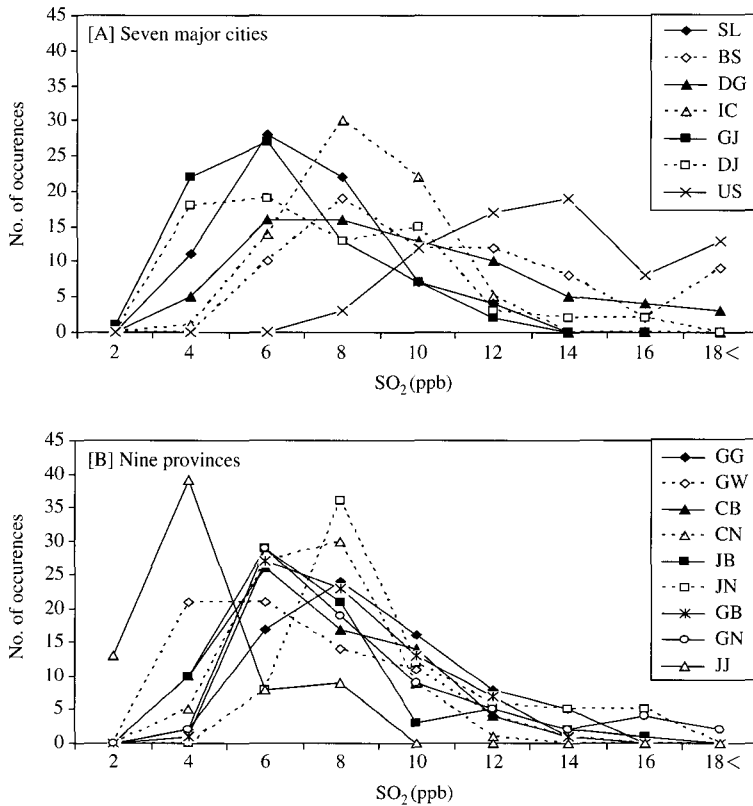 [A] Seven major cities
No. of occurences
45
40
35
30
25
20
15
10
5
0
2 4 6 8 10 12 14 16 18<
SO₂ (ppb)
SL
BS
DG
IC
GJ
DJ
US
[B] Nine provinces
No. of occurences
45
40
35
30
25
20
15
10
5
0
2 4 6 8 10 12 14 16 18<
SO₂ (ppb)
GG
GW
CB
CN
JB
JN
GB
GN
JJ